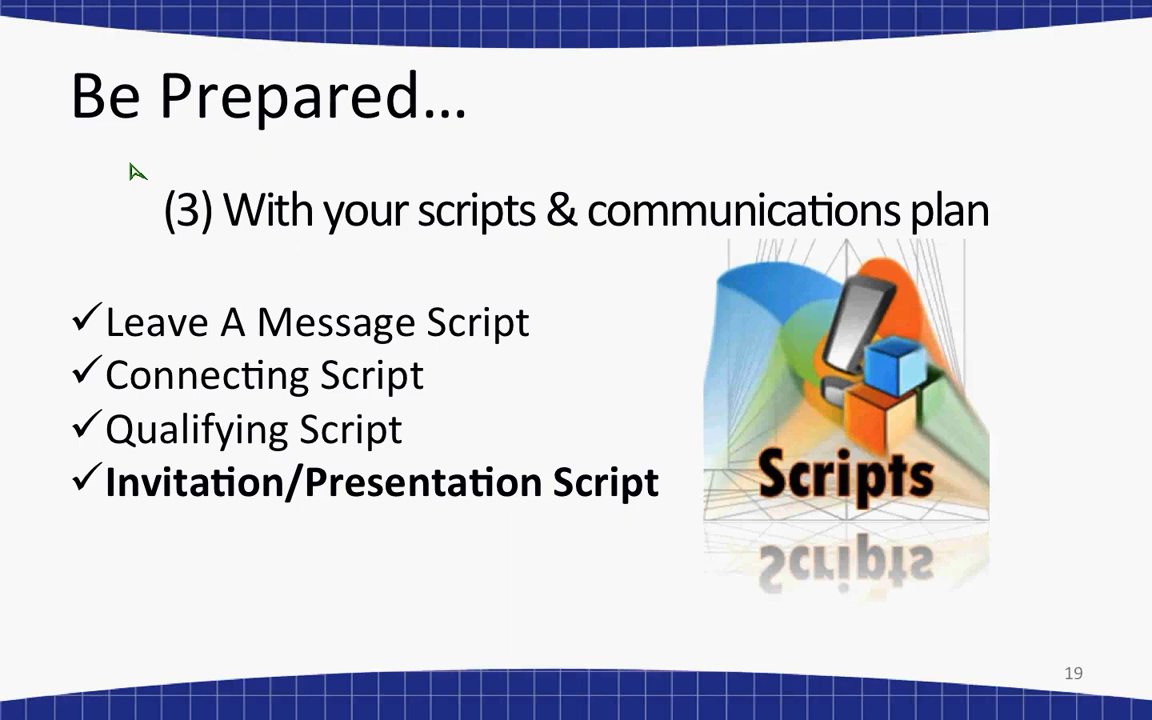 Be Prepared...
(3) With your scripts & communications plan
✓Leave A Message Script
✓Connecting Script
✓Qualifying Script
✓Invitation/Presentation Script
Scripts
19